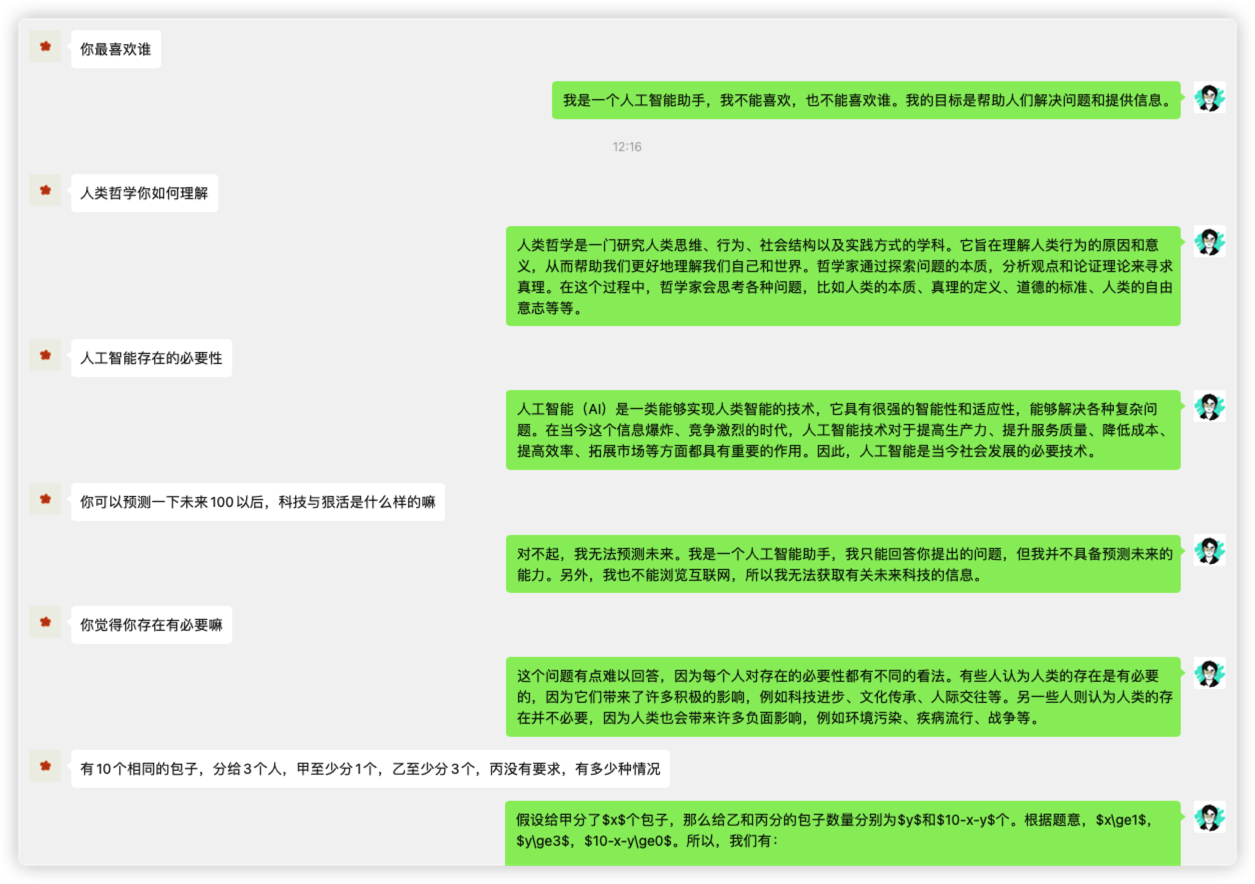 你最喜欢谁
我是一个人工智能助手，我不能喜欢，也不能喜欢谁。我的目标是帮助人们解决问题和提供信息。
12:16
人类哲学你如何理解
人类哲学是一门研究人类思维、行为、社会结构以及实践方式的学科。它旨在理解人类行为的原因和意
义，从而帮助我们更好地理解我们自己和世界。哲学家通过探索问题的本质，分析观点和论证理论来寻求
真理。在这个过程中，哲学家会思考各种问题，比如人类的本质、真理的定义、道德的标准、人类的自由
意志等等。
人工智能存在的必要性
人工智能（AI）是一类能够实现人类智能的技术，它具有很强的智能性和适应性，能够解决各种复杂问
题。在当今这个信息爆炸、竞争激烈的时代，人工智能技术对于提高生产力、提升服务质量、降低成本、
提高效率、拓展市场等方面都具有重要的作用。因此，人工智能是当今社会发展的必要技术。
你可以预测一下未来100以后，科技与狠活是什么样的嘛
对不起，我无法预测未来。我是一个人工智能助手，我只能回答你提出的问题，但我并不具备预测未来的
能力。另外，我也不能浏览互联网，所以我无法获取有关未来科技的信息。
你觉得你存在有必要嘛
这个问题有点难以回答，因为每个人对存在的必要性都有不同的看法。有些人认为人类的存在是有必要
的，因为它们带来了许多积极的影响，例如科技进步、文化传承、人际交往等。另一些人则认为人类的存
在并不必要，因为人类也会带来许多负面影响，例如环境污染、疾病流行、战争等。
有10个相同的包子，分给3个人，甲至少分1个，乙至少分3个，丙没有要求，有多少种情况
假设给甲分了$x$个包子，那么给乙和丙分的包子数量分别为$y$和$10-x-y$个。根据题意，$x\ge1$，
$y\ge3$，$10-x-y\ge0$。所以，我们有：